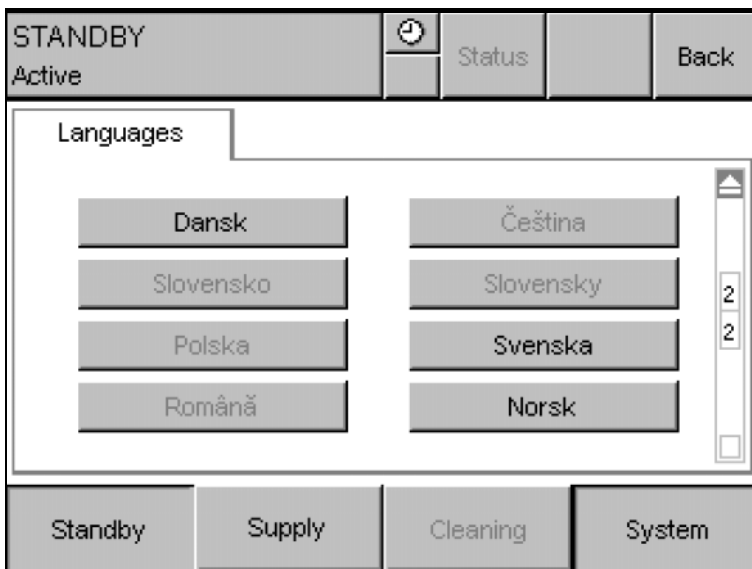 STANDBY
Active
Status
Back
Languages
Dansk
Čeština
Slovensko
Slovensky
Polska
Svenska
Română
Norsk
2
2
Standby
Supply
Cleaning
System